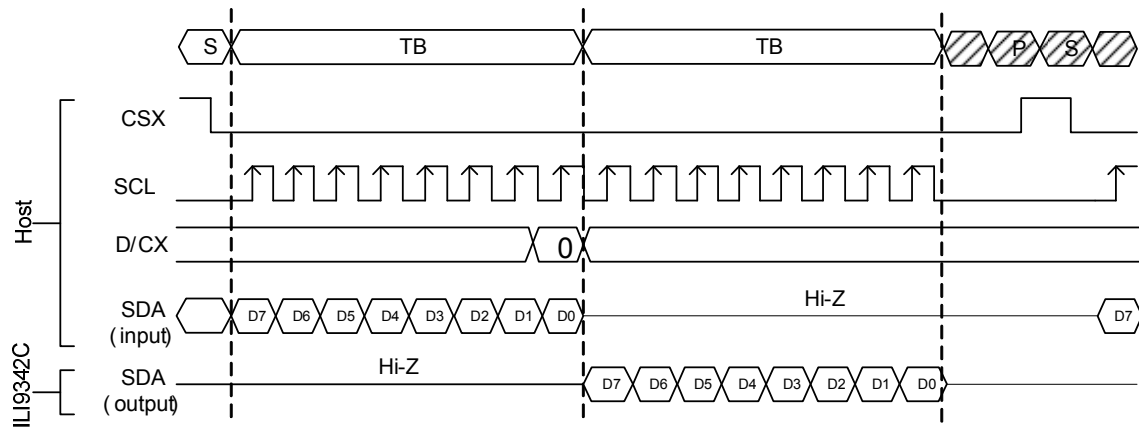 S TB TB P S
CSX
SCL
D/CX 0
SDA
(input)
D7 D6 D5 D4 D3 D2 D1 D0 Hi-Z D7
Hi-Z
SDA
(output)
D7 D6 D5 D4 D3 D2 D1 D0
Host
ILI9342C